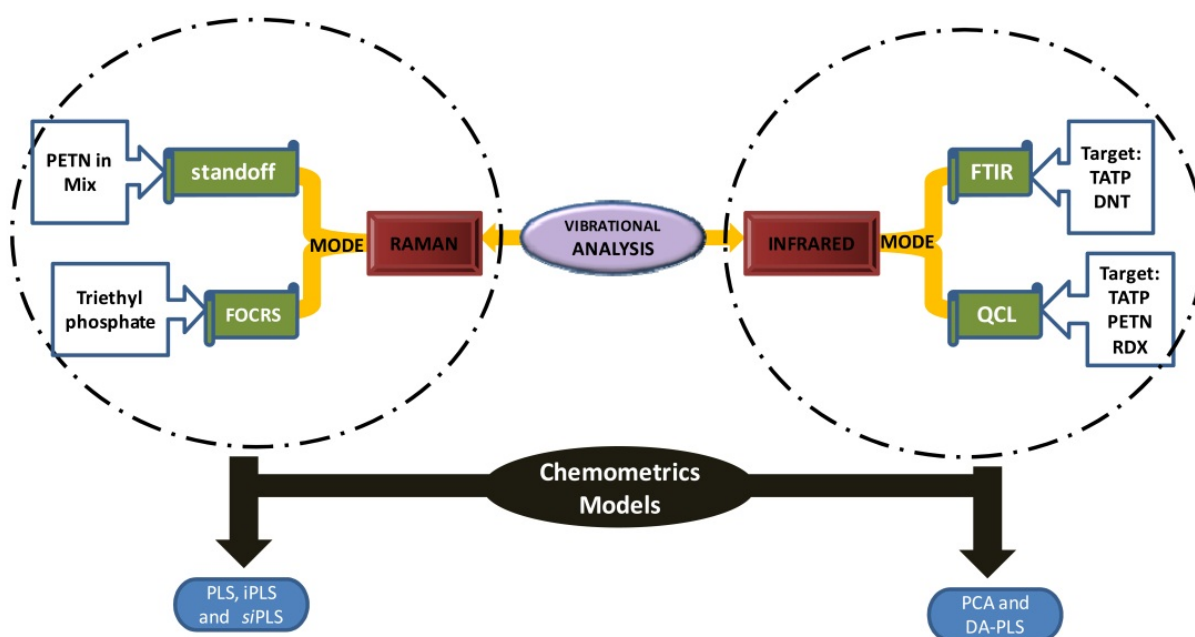 PETN in
Mix
standoff
Triethyl
phosphate
FOCRS
MODE
RAMAN
VIBRATIONAL
ANALYSIS
INFRARED
MODE
FTIR
Target:
TATP
DNT
QCL
Target:
TATP
PETN
RDX
Chemometrics
Models
PLS, iPLS
and siPLS
PCA and
DA-PLS